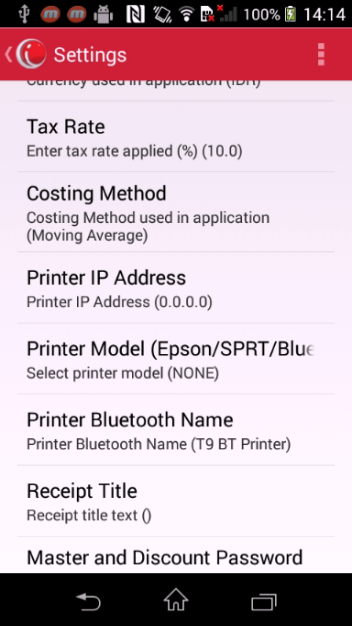 100% 14:14
Settings
Currency used in application (IDR)
Tax Rate
Enter tax rate applied (%) (10.0)
Costing Method
Costing Method used in application
(Moving Average)
Printer IP Address
Printer IP Address (0.0.0.0)
Printer Model (Epson/SPRT/Blue
Select printer model (NONE)
Printer Bluetooth Name
Printer Bluetooth Name (T9 BT Printer)
Receipt Title
Receipt title text ()
Master and Discount Password